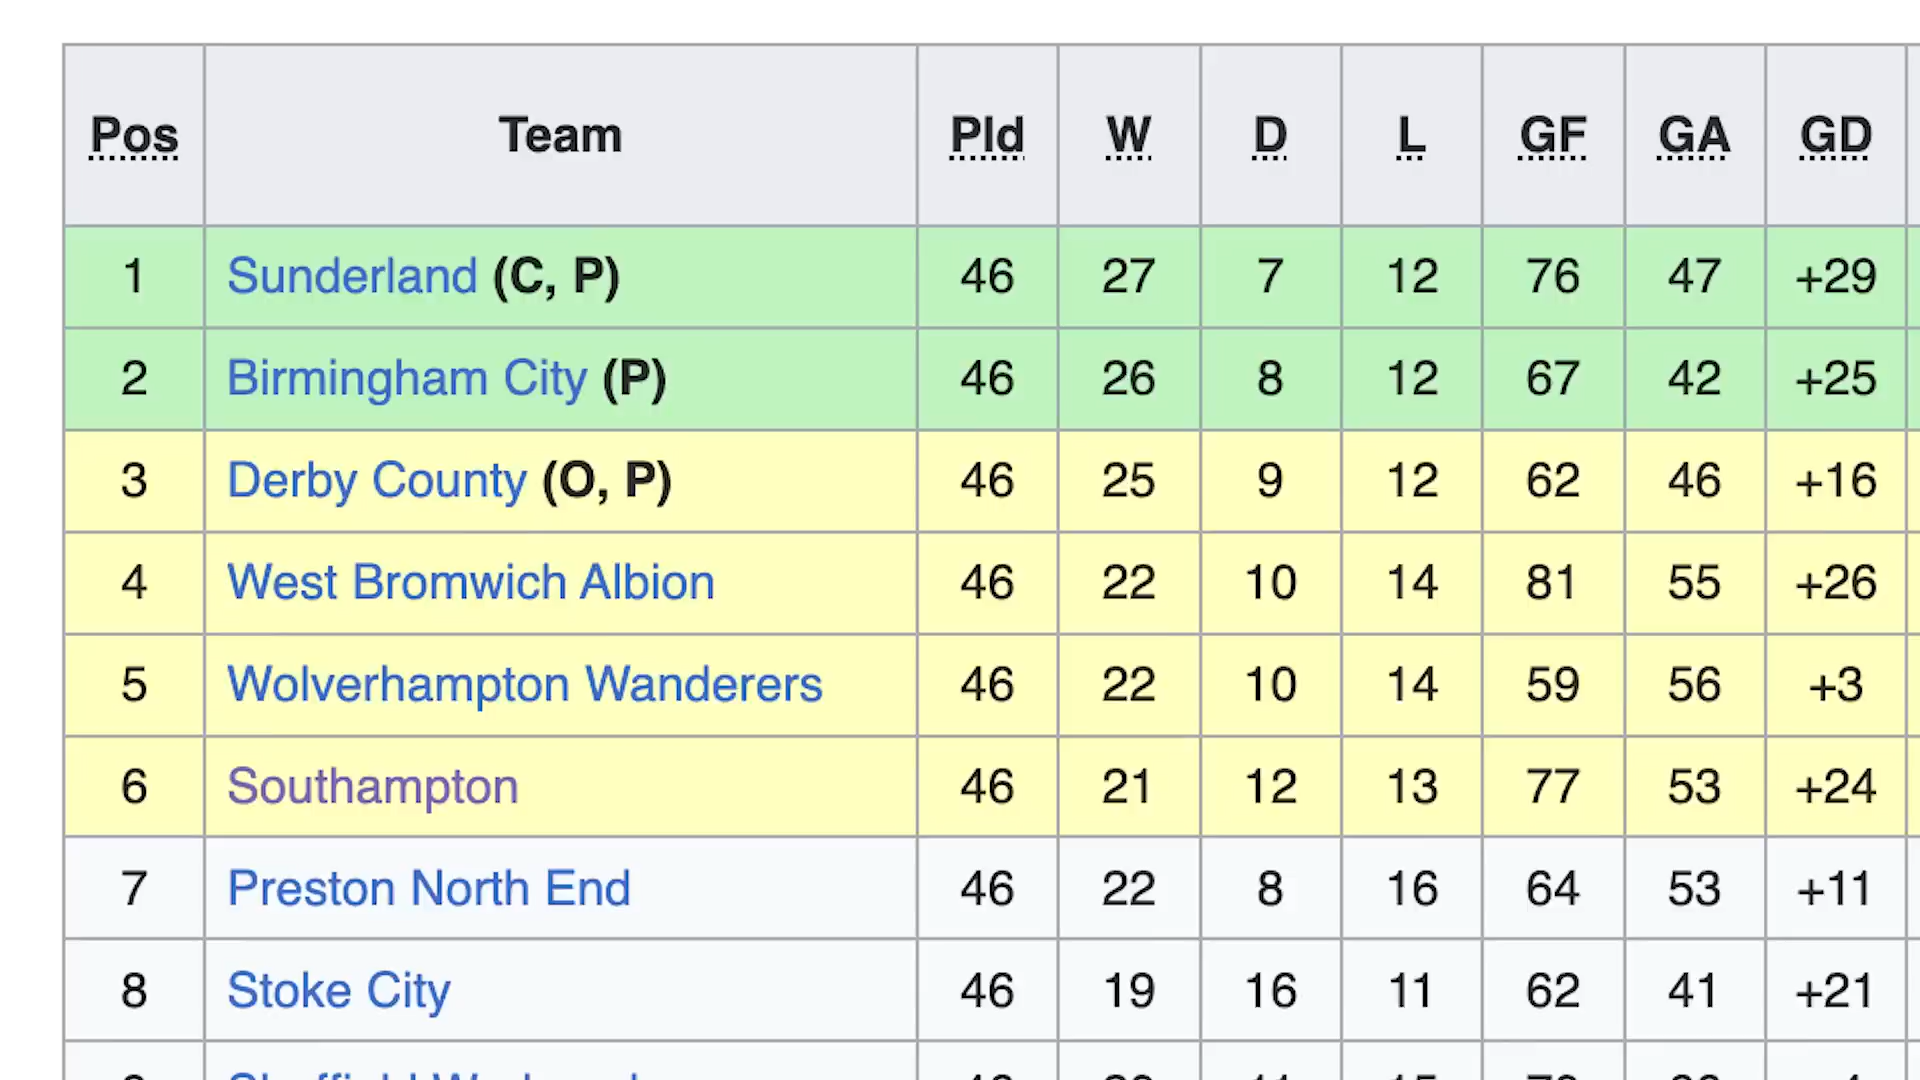 Pos Team Pld W D L GF GA GD
1 Sunderland (C, P) 46 27 7 12 76 47 +29
2 Birmingham City (P) 46 26 8 12 67 42 +25
3 Derby County (O, P) 46 25 9 12 62 46 +16
4 West Bromwich Albion 46 22 10 14 81 55 +26
5 Wolverhampton Wanderers 46 22 10 14 59 56 +3
6 Southampton 46 21 12 13 77 53 +24
7 Preston North End 46 22 8 16 64 53 +11
8 Stoke City 46 19 16 11 62 41 +21